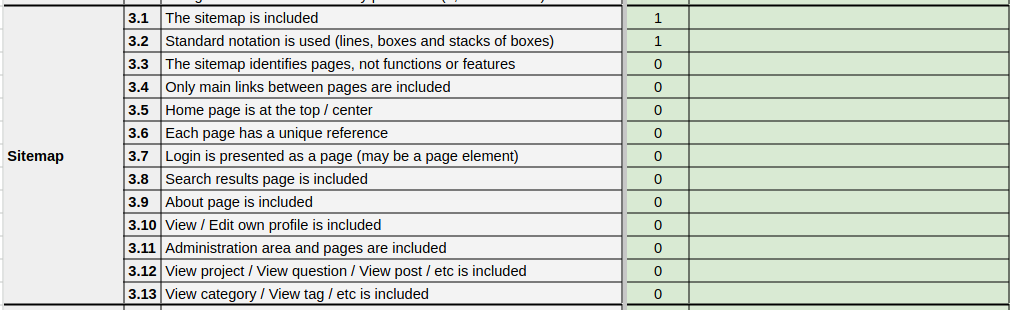 3.1 The sitemap is included 1
3.2 Standard notation is used (lines, boxes and stacks of boxes) 1
3.3 The sitemap identifies pages, not functions or features 0
3.4 Only main links between pages are included 0
3.5 Home page is at the top / center 0
3.6 Each page has a unique reference 0
Sitemap 3.7 Login is presented as a page (may be a page element) 0
3.8 Search results page is included 0
3.9 About page is included 0
3.10 View / Edit own profile is included 0
3.11 Administration area and pages are included 0
3.12 View project / View question / View post / etc is included 0
3.13 View category / View tag / etc is included 0